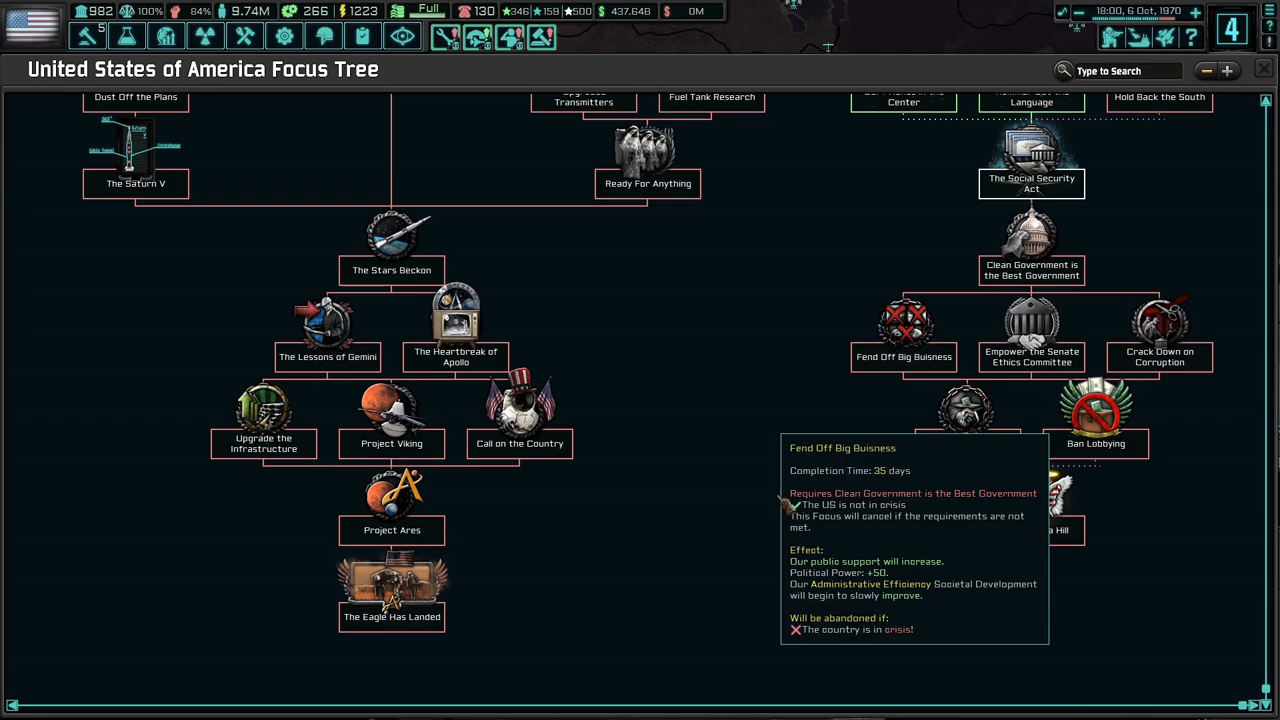 982 100% 84% 9.74M 266 1223 Full 130 346 159 500 $ 437.64B $ 0M
18:00, 6 Oct, 1970
4
5
United States of America Focus Tree
Type to Search
Dust Off the Plans
Transmitters
Fuel Tank Research
Center
Language
Hold Back the South
The Saturn V
Ready For Anything
The Social Security
Act
The Stars Beckon
Clean Government is
the Best Government
The Lessons of Gemini
The Heartbreak of
Apollo
Fend Off Big Buisness
Empower the Senate
Ethics Committee
Crack Down on
Corruption
Upgrade the
Infrastructure
Project Viking
Call on the Country
Ban Lobbying
Fend Off Big Buisness
Completion Time: 35 days
Requires Clean Government is the Best Government
The US is not in crisis
This Focus will cancel if the requirements are not
met.
Effect:
Our public support will increase.
Political Power: +50.
Our Administrative Efficiency Societal Development
will begin to slowly improve.
Will be abandoned if:
The country is in crisis!
Project Ares
a Hill
The Eagle Has Landed